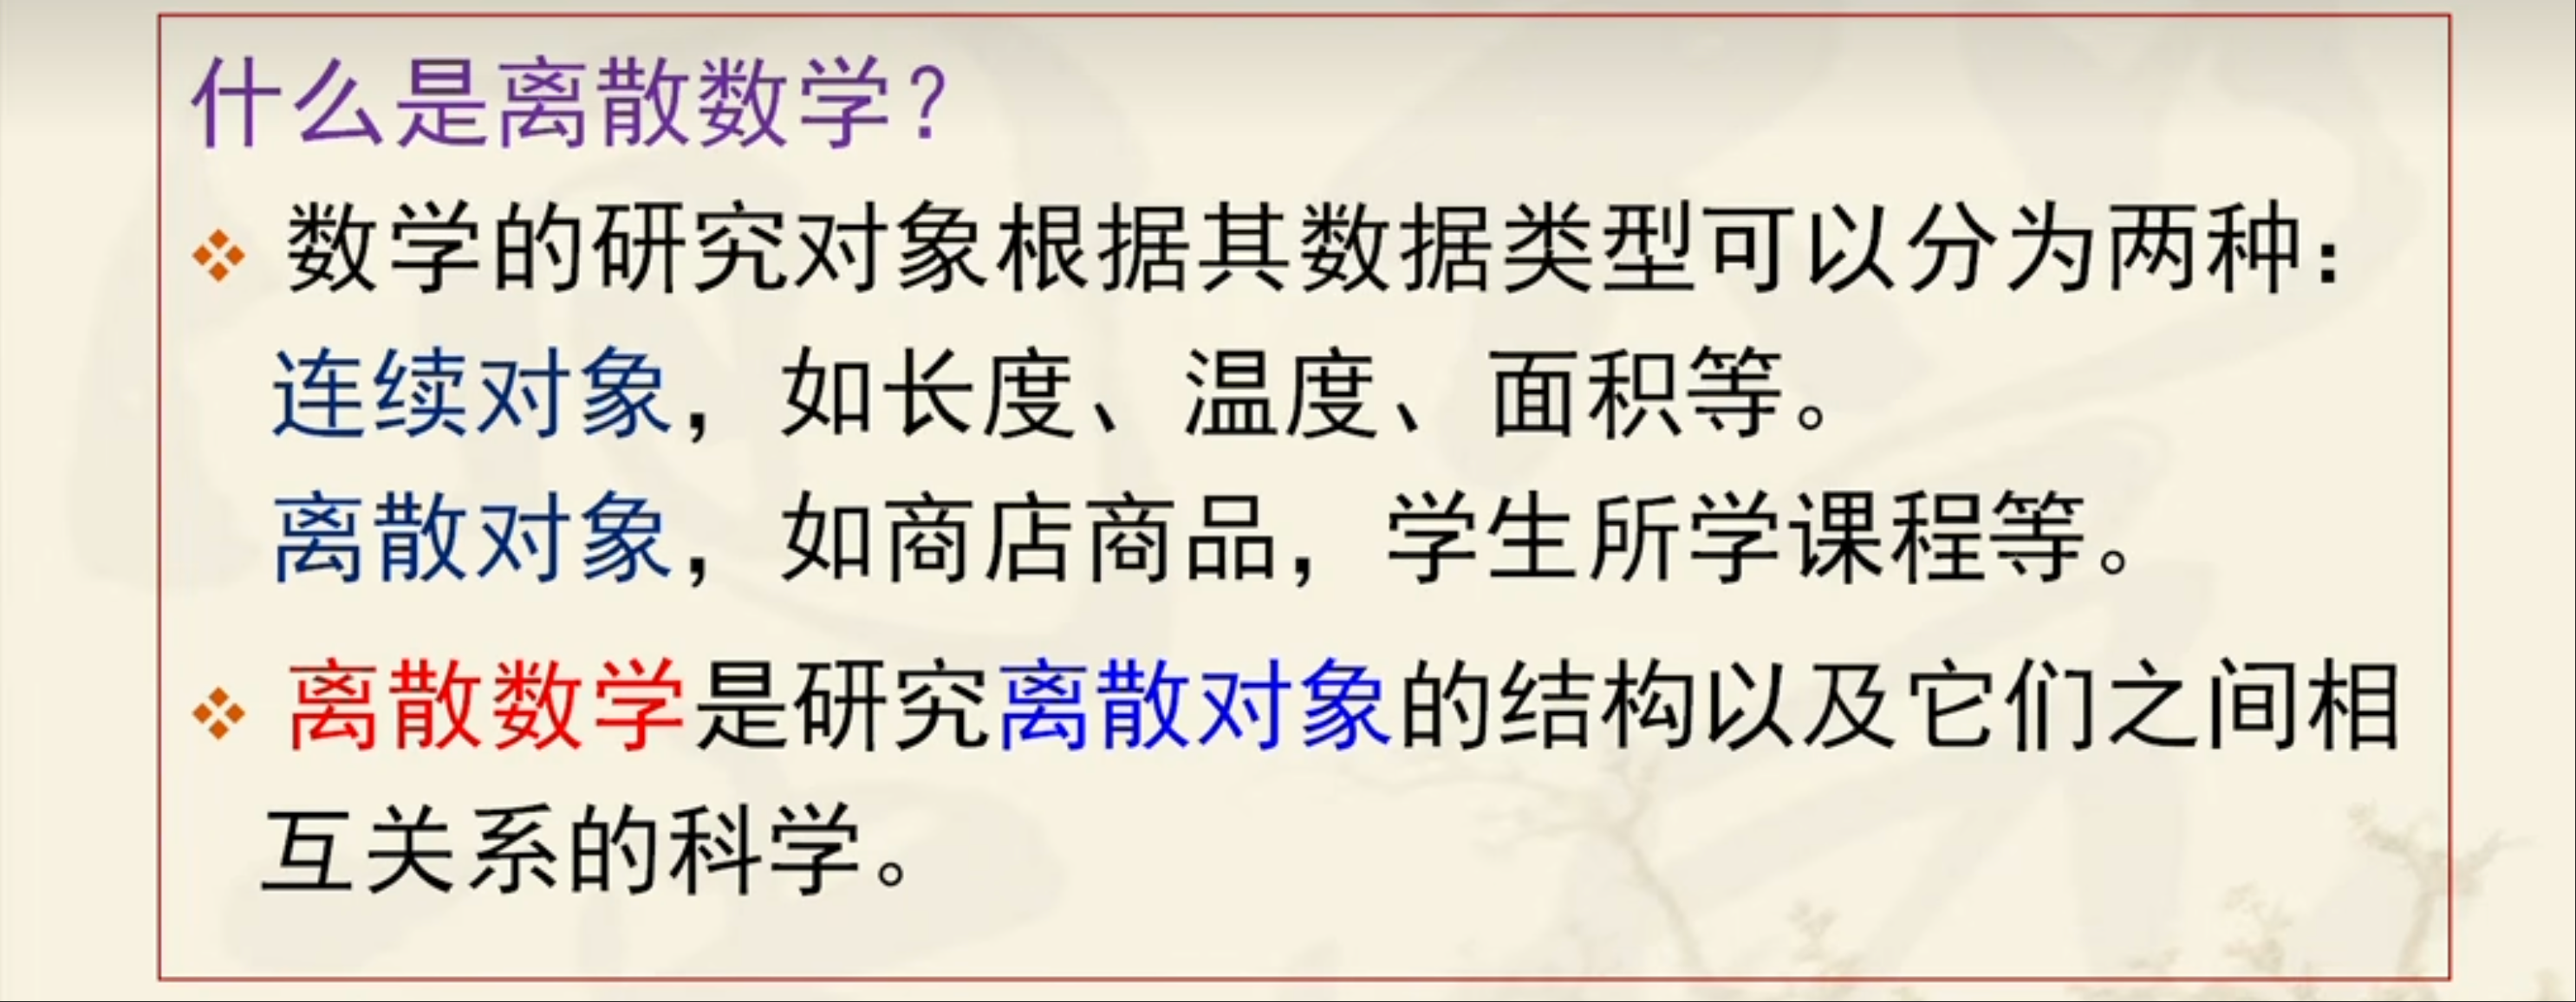 什么是离散数学？
❖ 数学的研究对象根据其数据类型可以分为两种：
连续对象，如长度、温度、面积等。
离散对象，如商店商品，学生所学课程等。
❖ 离散数学是研究离散对象的结构以及它们之间相
互关系的科学。